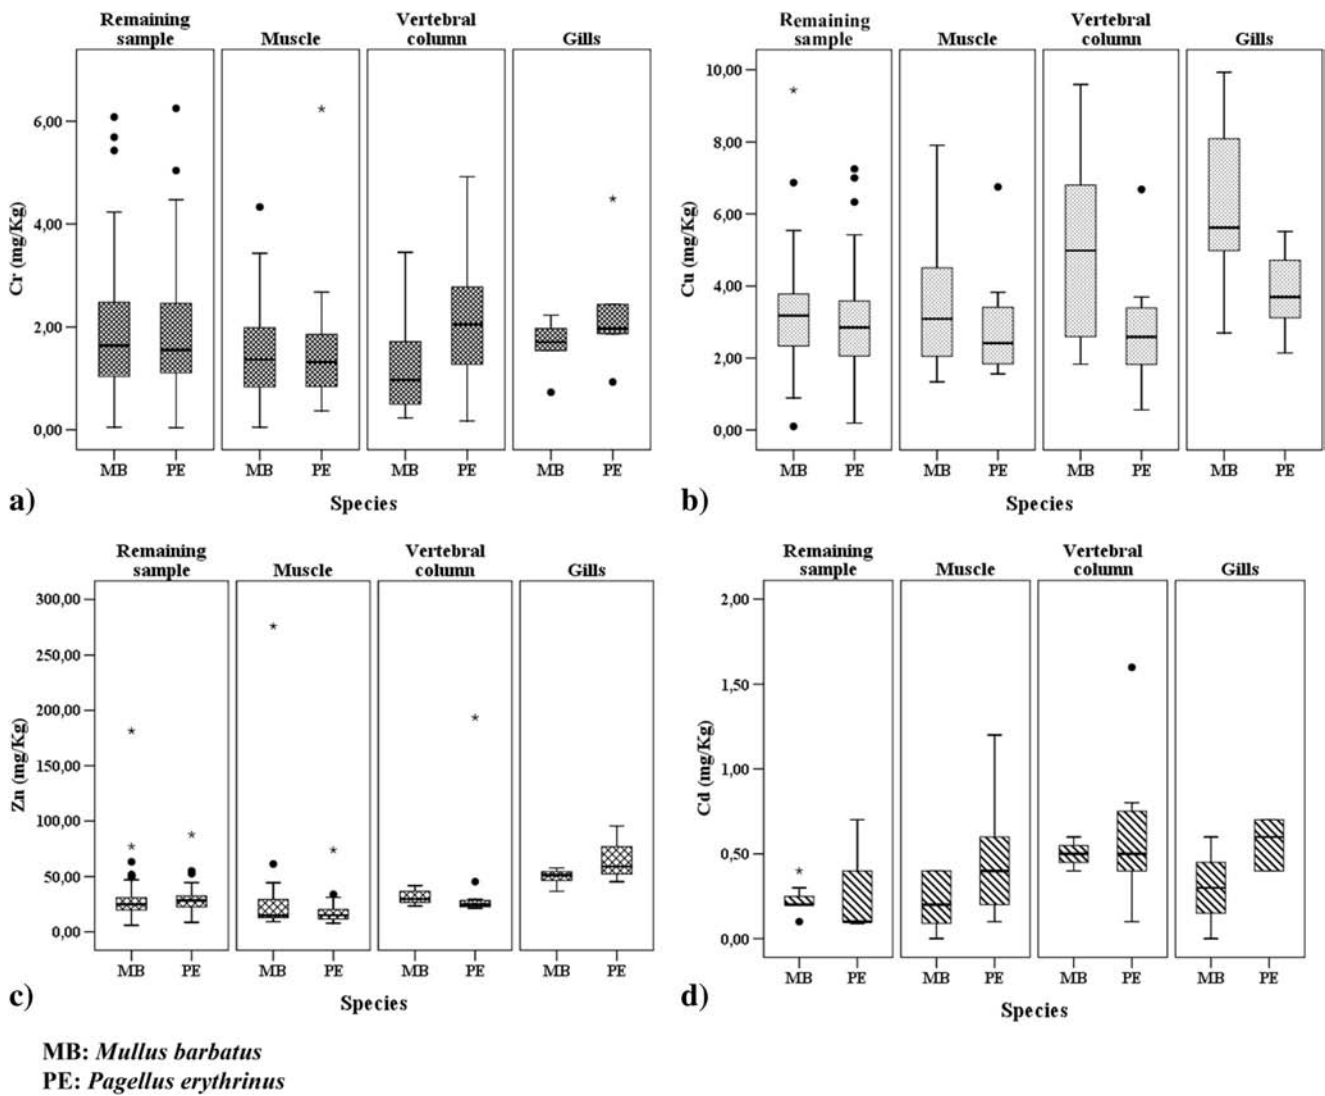 Remaining
sample
Muscle
Vertebral
column
Gills
6,00
4,00
2,00
0,00
Cr (mg/Kg)
MB PE MB PE MB PE MB PE
Species
a)
Remaining
sample
Muscle
Vertebral
column
Gills
10,00
8,00
6,00
4,00
2,00
0,00
Cu (mg/Kg)
MB PE MB PE MB PE MB PE
Species
b)
Remaining
sample
Muscle
Vertebral
column
Gills
300,00
250,00
200,00
150,00
100,00
50,00
0,00
Zn (mg/Kg)
MB PE MB PE MB PE MB PE
Species
c)
Remaining
sample
Muscle
Vertebral
column
Gills
2,00
1,50
1,00
0,50
0,00
Cd (mg/Kg)
MB PE MB PE MB PE MB PE
Species
d)
MB: Mullus barbatus
PE: Pagellus erythrinus